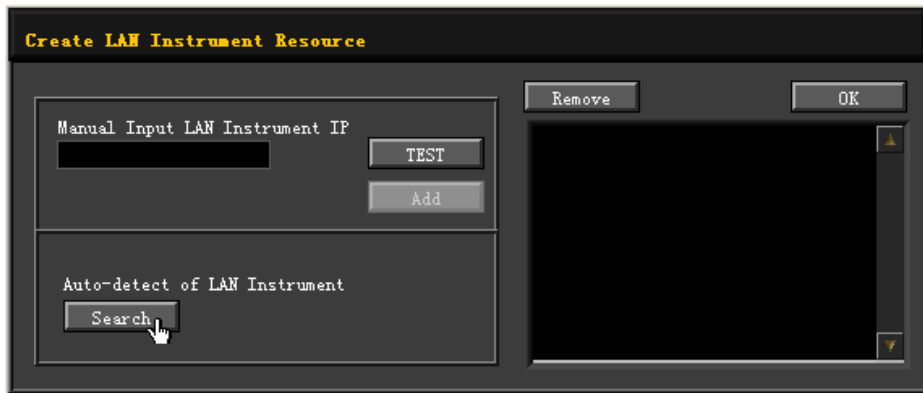 Create LAN Instrument Resource
Manual Input LAN Instrument IP
TEST
Add
Auto-detect of LAN Instrument
Search
Remove
OK